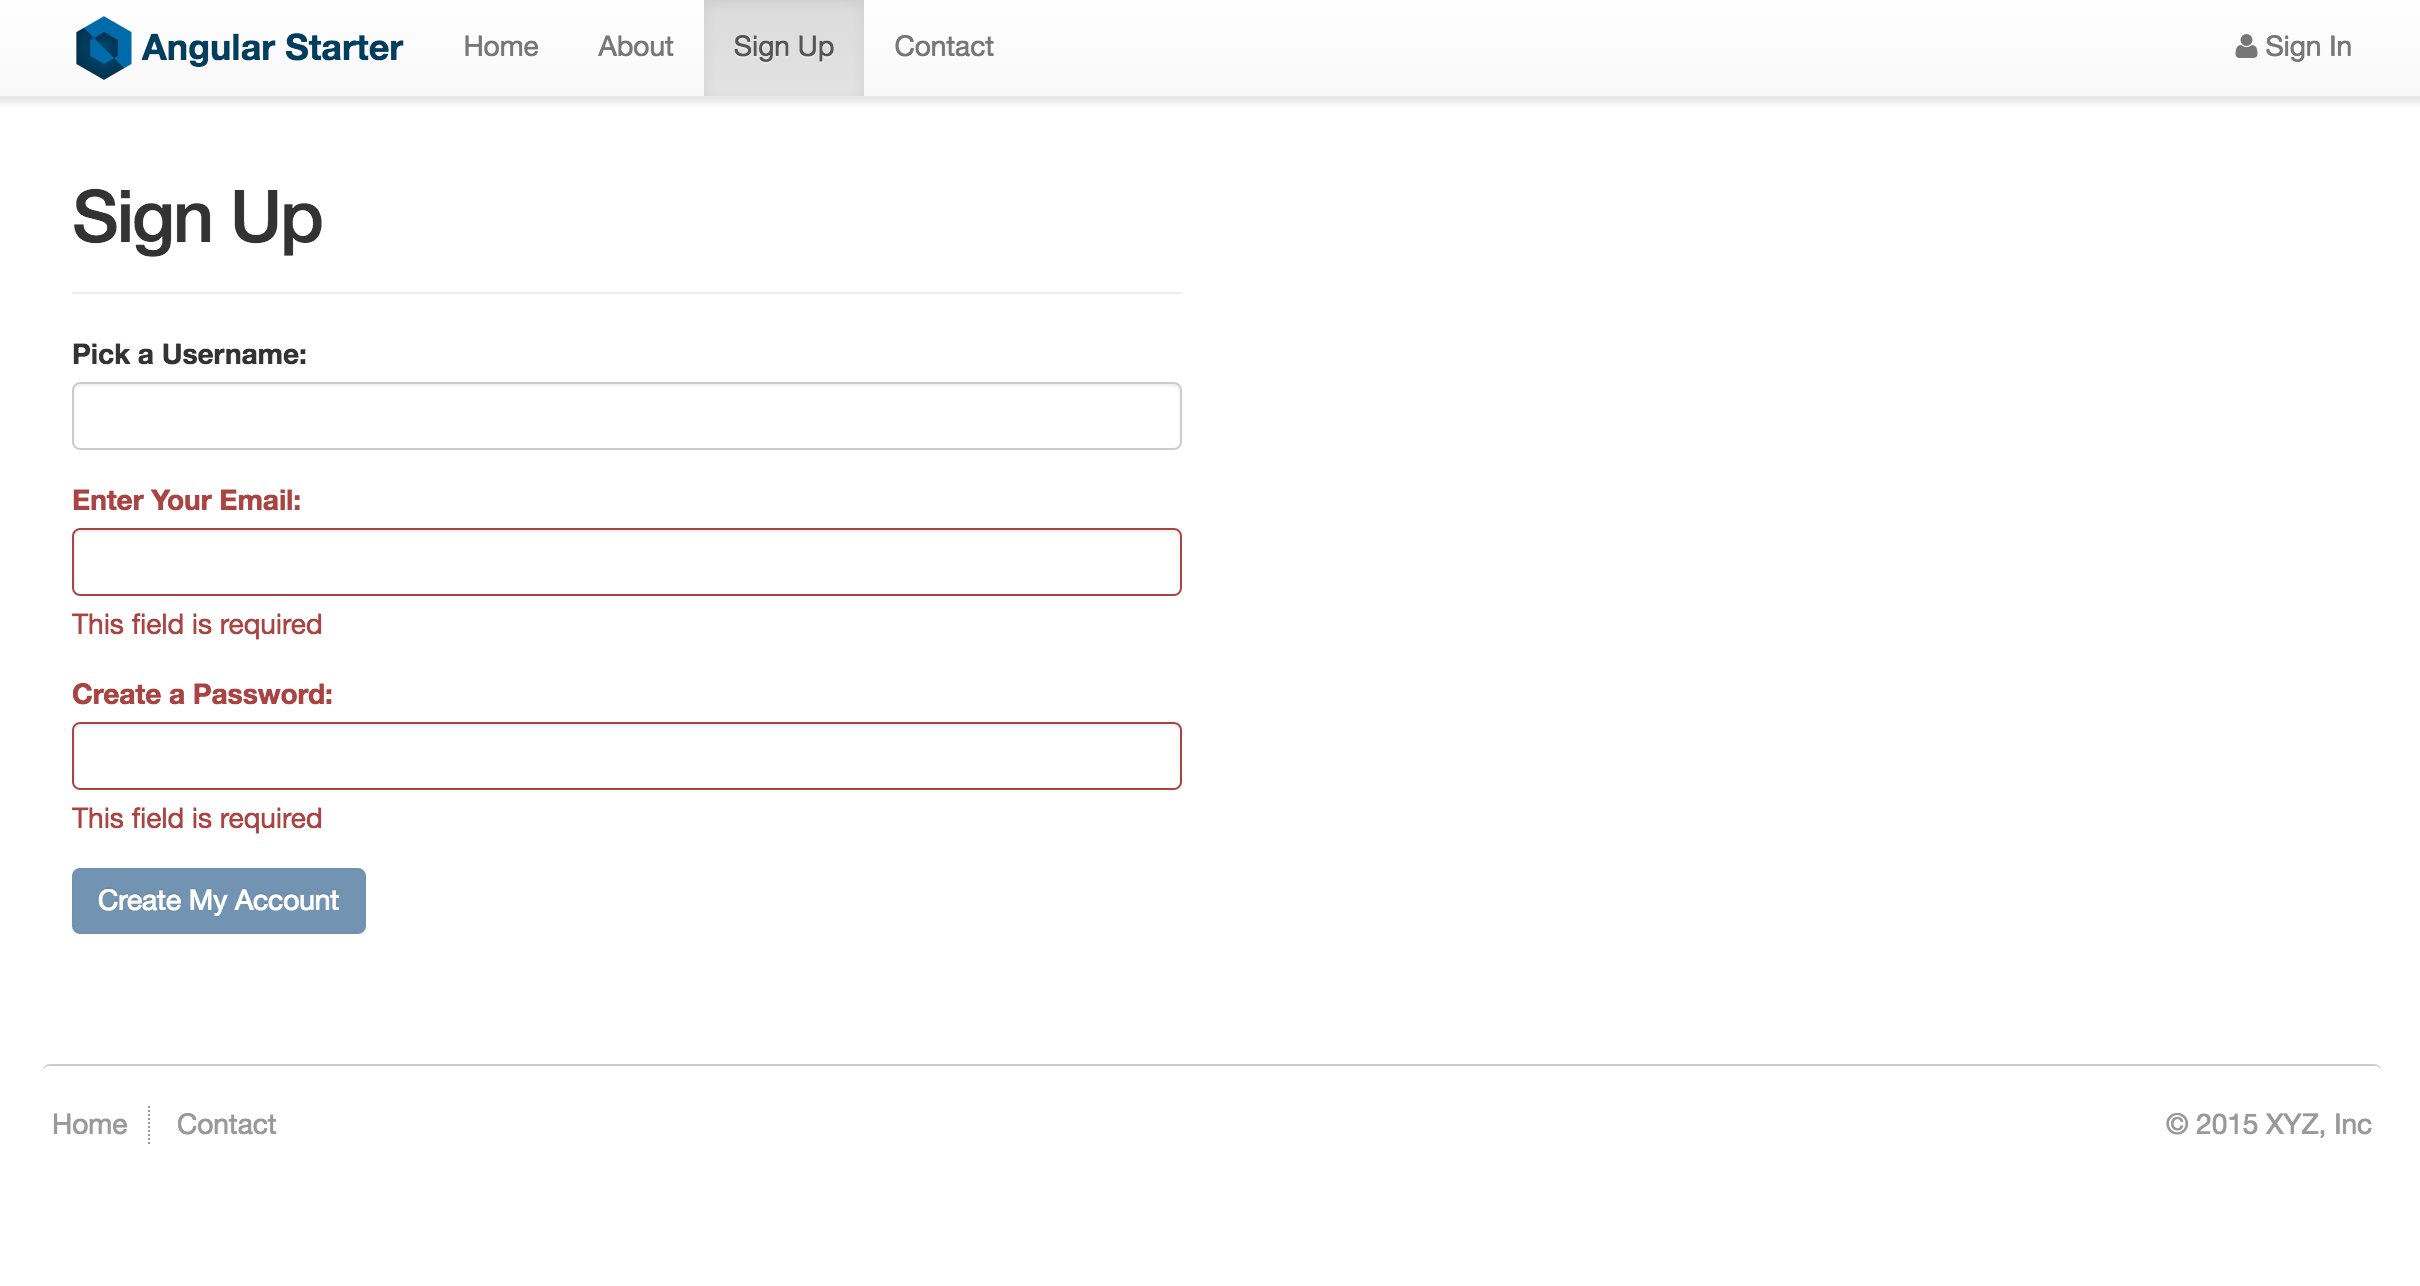 Angular Starter Home About Sign Up Contact Sign In
Sign Up
Pick a Username:
Enter Your Email:
This field is required
Create a Password:
This field is required
Create My Account
Home Contact © 2015 XYZ, Inc